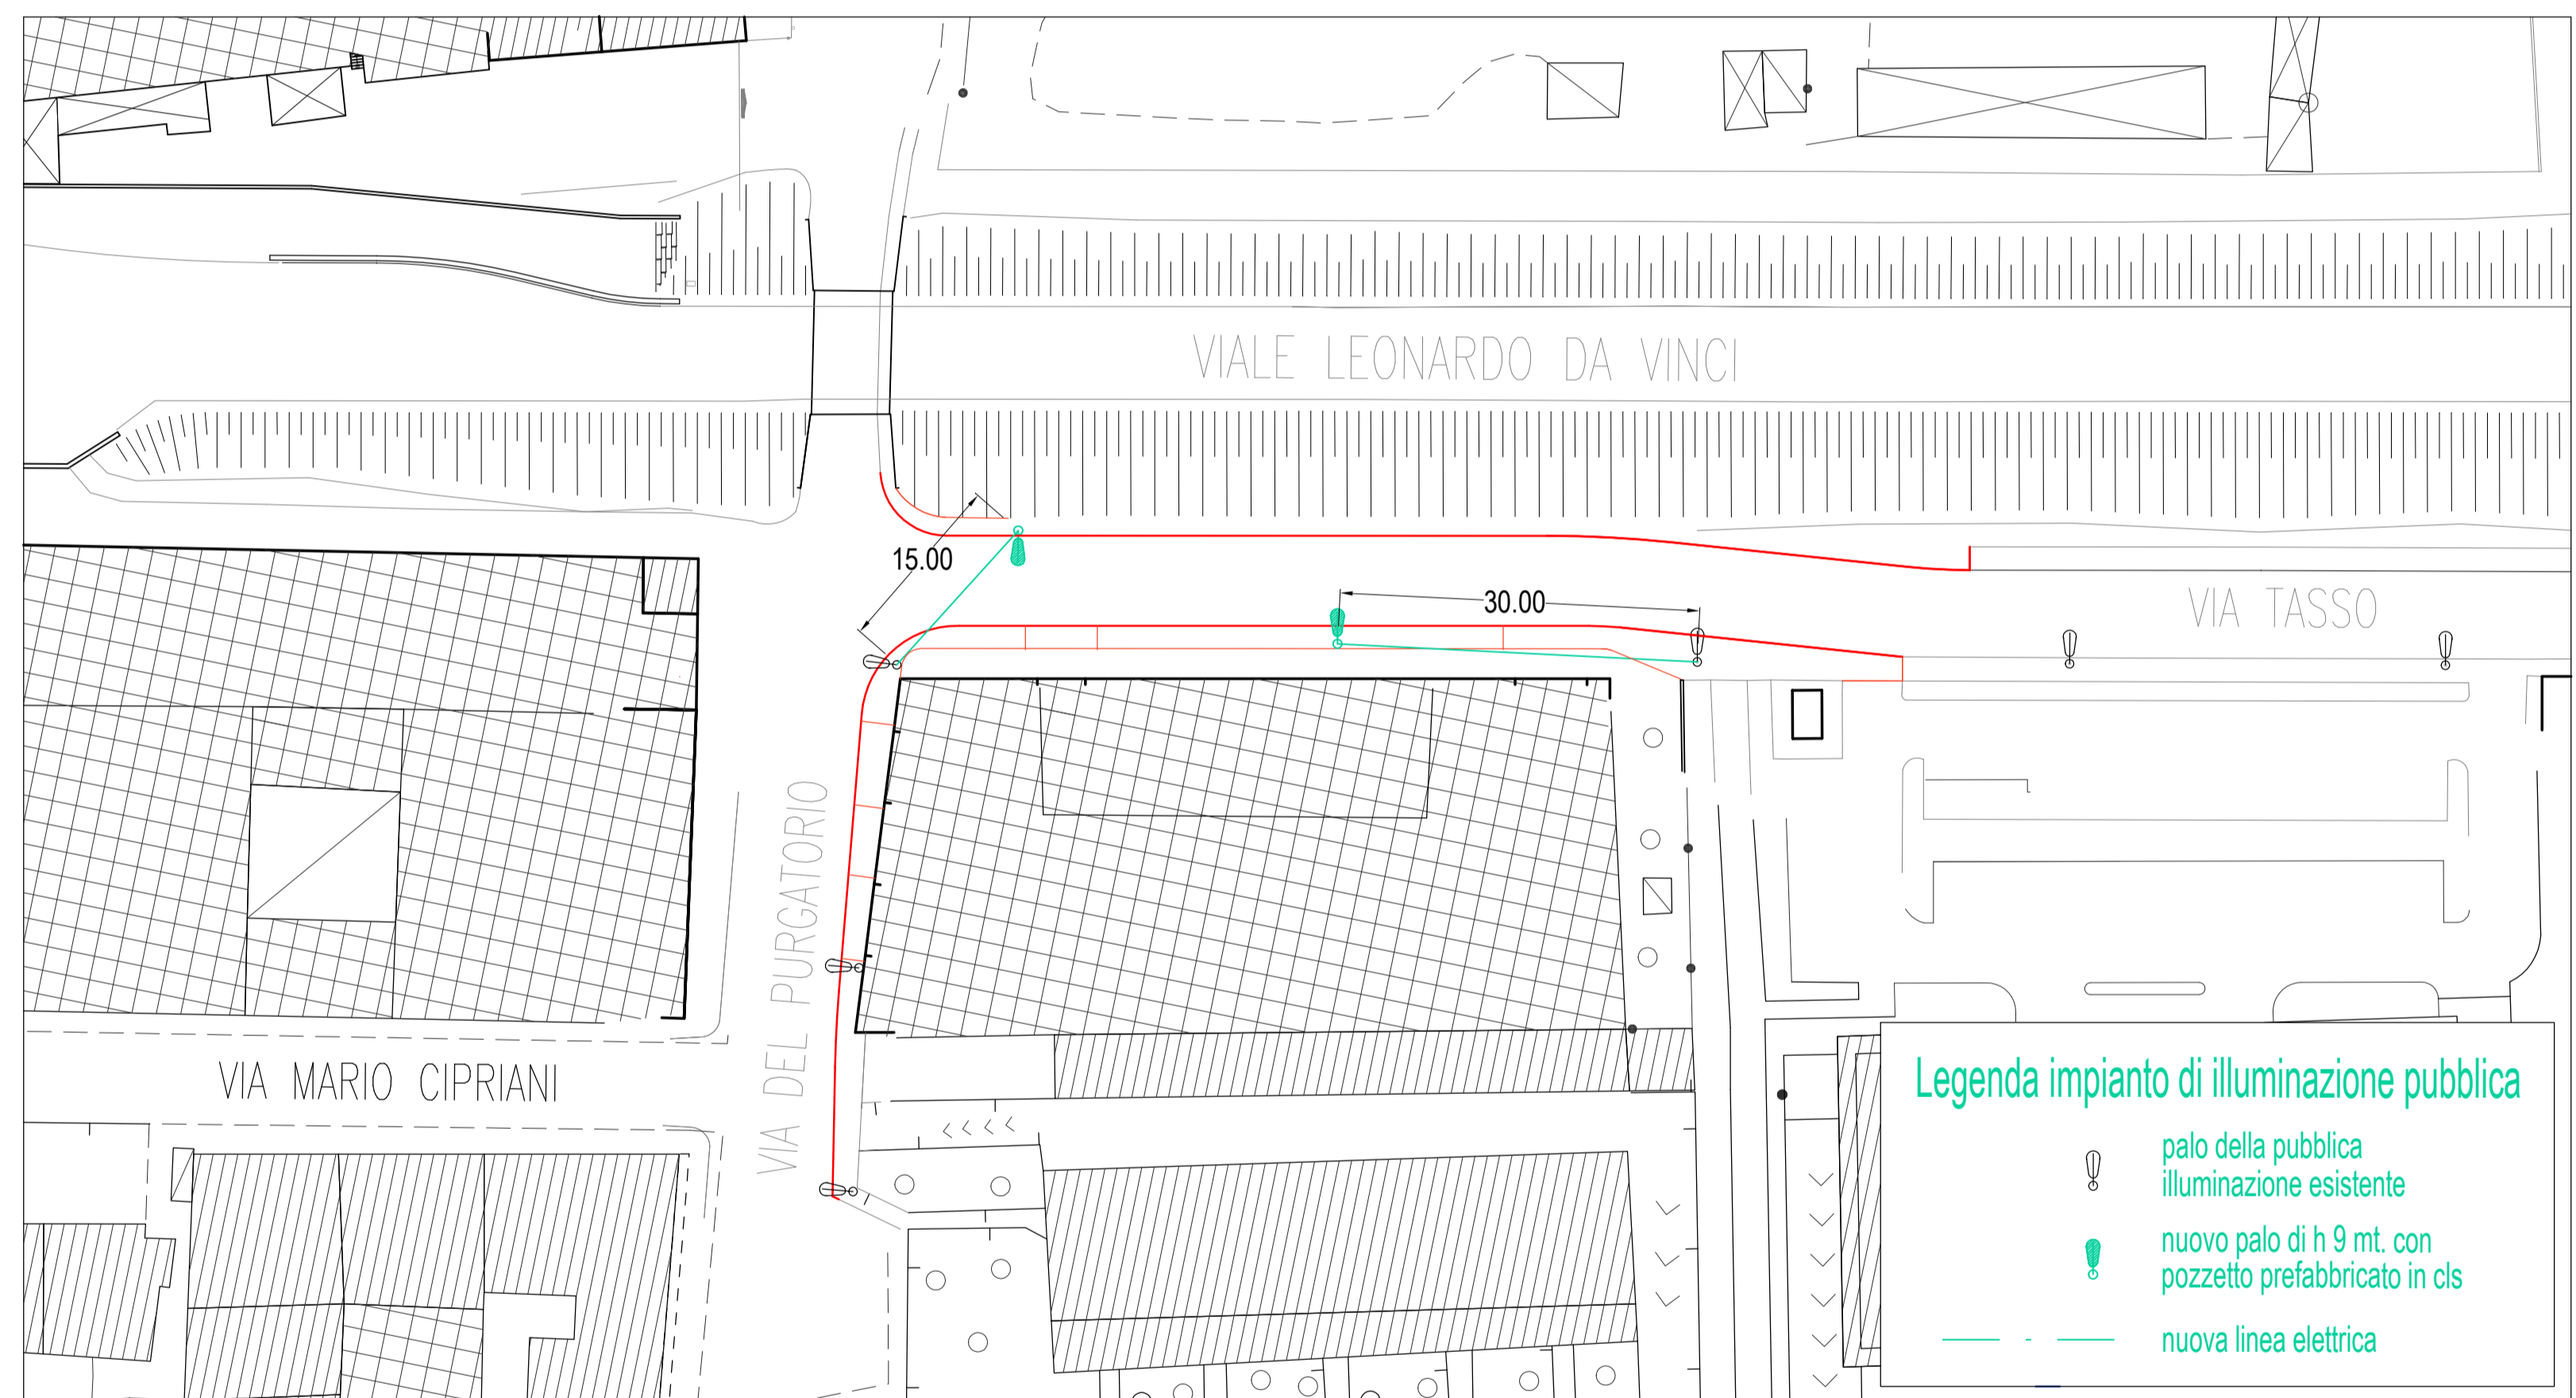 VIALE LEONARDO DA VINCI
15.00
30.00
VIA TASSO
VIA DEL PURGATORIO
VIA MARIO CIPRIANI
Legenda impianto di illuminazione pubblica
palo della pubblica
illuminazione esistente
nuovo palo di h 9 mt. con
pozzetto prefabbricato in cls
nuova linea elettrica